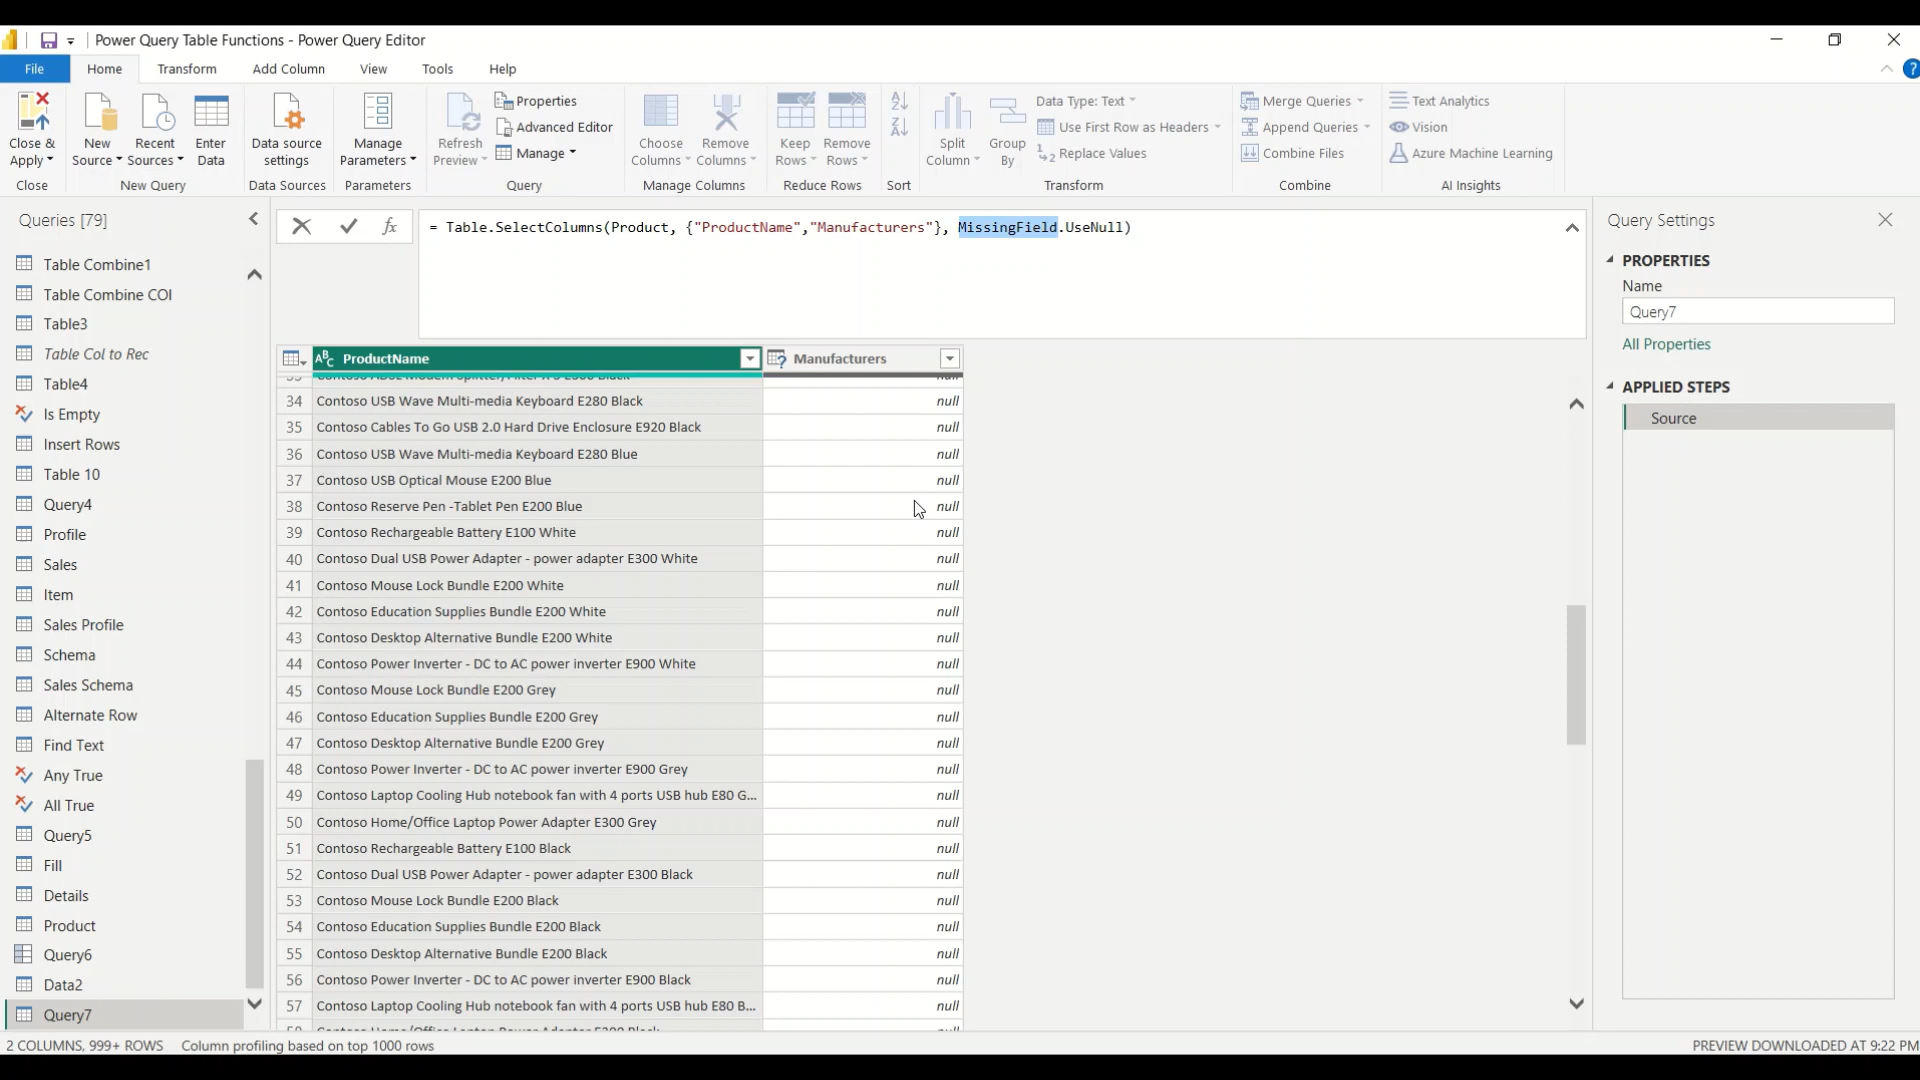 Power Query Table Functions - Power Query Editor
File Home Transform Add Column View Tools Help
Close & Apply
New Source
Recent Sources
Enter Data
Data source settings
Manage Parameters
Refresh Preview
Properties
Advanced Editor
Manage
Choose Columns
Remove Columns
Keep Rows
Remove Rows
Split Column
Group By
Data Type: Text
Use First Row as Headers
Replace Values
Merge Queries
Append Queries
Combine Files
Text Analytics
Vision
Azure Machine Learning
Close New Query Data Sources Parameters Query Manage Columns Reduce Rows Sort Transform Combine AI Insights
Queries [79]
Table Combine1
Table Combine COI
Table3
Table Col to Rec
Table4
Is Empty
Insert Rows
Table 10
Query4
Profile
Sales
Item
Sales Profile
Schema
Sales Schema
Alternate Row
Find Text
Any True
All True
Query5
Fill
Details
Product
Query6
Data2
Query7
fx
= Table.SelectColumns(Product, {"ProductName","Manufacturers"}, MissingField.UseNull)
ABC ProductName Manufacturers
34 Contoso USB Wave Multi-media Keyboard E280 Black null
35 Contoso Cables To Go USB 2.0 Hard Drive Enclosure E920 Black null
36 Contoso USB Wave Multi-media Keyboard E280 Blue null
37 Contoso USB Optical Mouse E200 Blue null
38 Contoso Reserve Pen -Tablet Pen E200 Blue null
39 Contoso Rechargeable Battery E100 White null
40 Contoso Dual USB Power Adapter - power adapter E300 White null
41 Contoso Mouse Lock Bundle E200 White null
42 Contoso Education Supplies Bundle E200 White null
43 Contoso Desktop Alternative Bundle E200 White null
44 Contoso Power Inverter - DC to AC power inverter E900 White null
45 Contoso Mouse Lock Bundle E200 Grey null
46 Contoso Education Supplies Bundle E200 Grey null
47 Contoso Desktop Alternative Bundle E200 Grey null
48 Contoso Power Inverter - DC to AC power inverter E900 Grey null
49 Contoso Laptop Cooling Hub notebook fan with 4 ports USB hub E80 G... null
50 Contoso Home/Office Laptop Power Adapter E300 Grey null
51 Contoso Rechargeable Battery E100 Black null
52 Contoso Dual USB Power Adapter - power adapter E300 Black null
53 Contoso Mouse Lock Bundle E200 Black null
54 Contoso Education Supplies Bundle E200 Black null
55 Contoso Desktop Alternative Bundle E200 Black null
56 Contoso Power Inverter - DC to AC power inverter E900 Black null
57 Contoso Laptop Cooling Hub notebook fan with 4 ports USB hub E80 B... null
Query Settings
PROPERTIES
Name
Query7
All Properties
APPLIED STEPS
Source
2 COLUMNS, 999+ ROWS Column profiling based on top 1000 rows
PREVIEW DOWNLOADED AT 9:22 PM